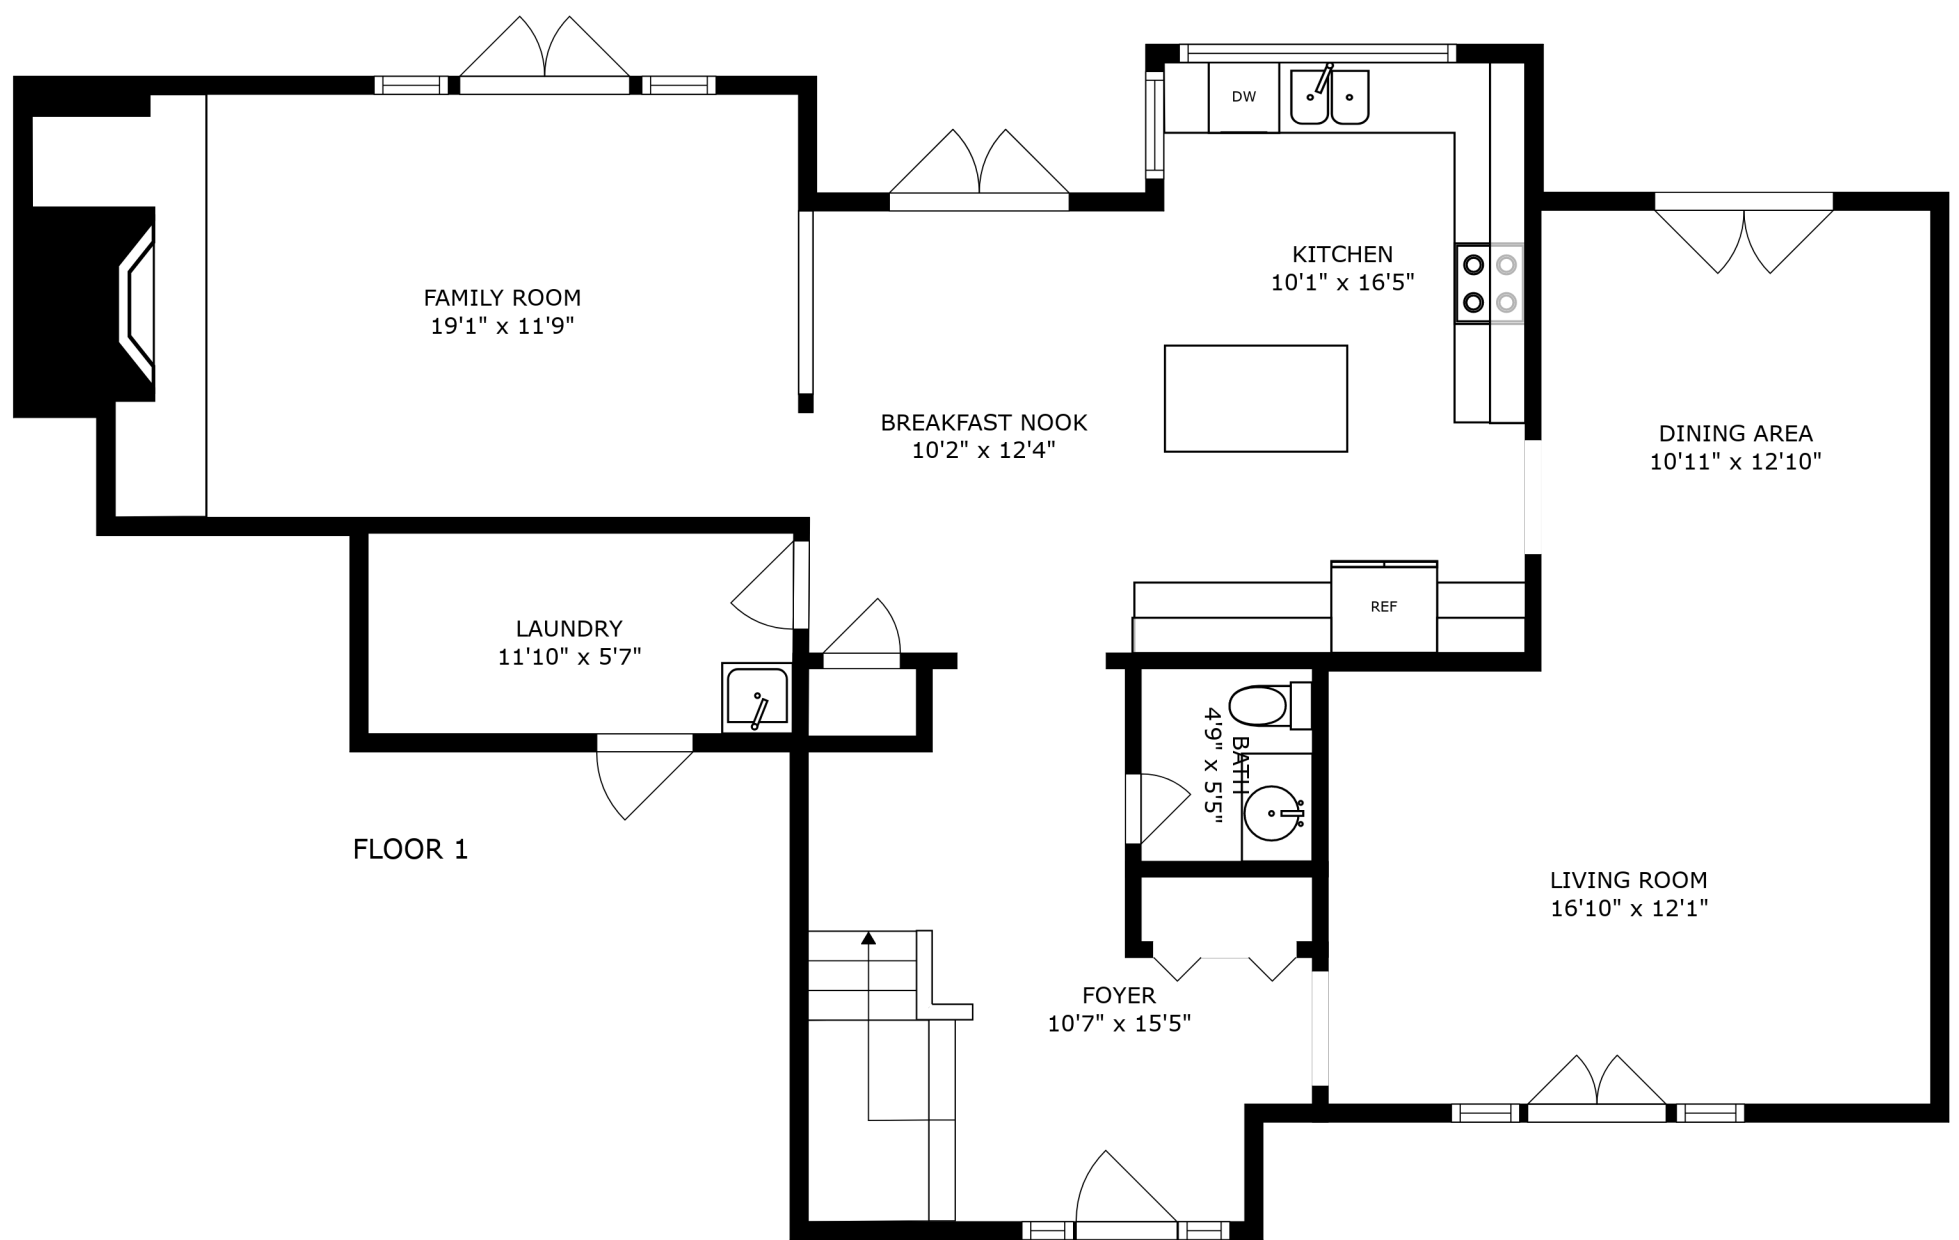 DW
KITCHEN
10'1" x 16'5"
FAMILY ROOM
19'1" x 11'9"
BREAKFAST NOOK
10'2" x 12'4"
DINING AREA
10'11" x 12'10"
REF
LAUNDRY
11'10" x 5'7"
BATH
4'9" x 5'5"
FLOOR 1
LIVING ROOM
16'10" x 12'1"
FOYER
10'7" x 15'5"